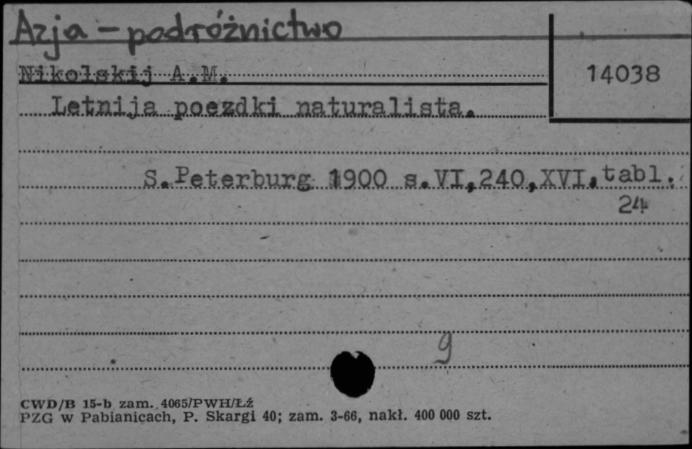 Azja – podróżnictwo
Nikolskij A.M.
14038
Letnija poezdki naturalista.
S.Peterburg 1900 s.VI,240,XVI,tabl.
24
9
CWD/B 15-b zam. 4065/PWH/Łź
PZG w Pabianicach, P. Skargi 40; zam. 3-66, nakł. 400 000 szt.